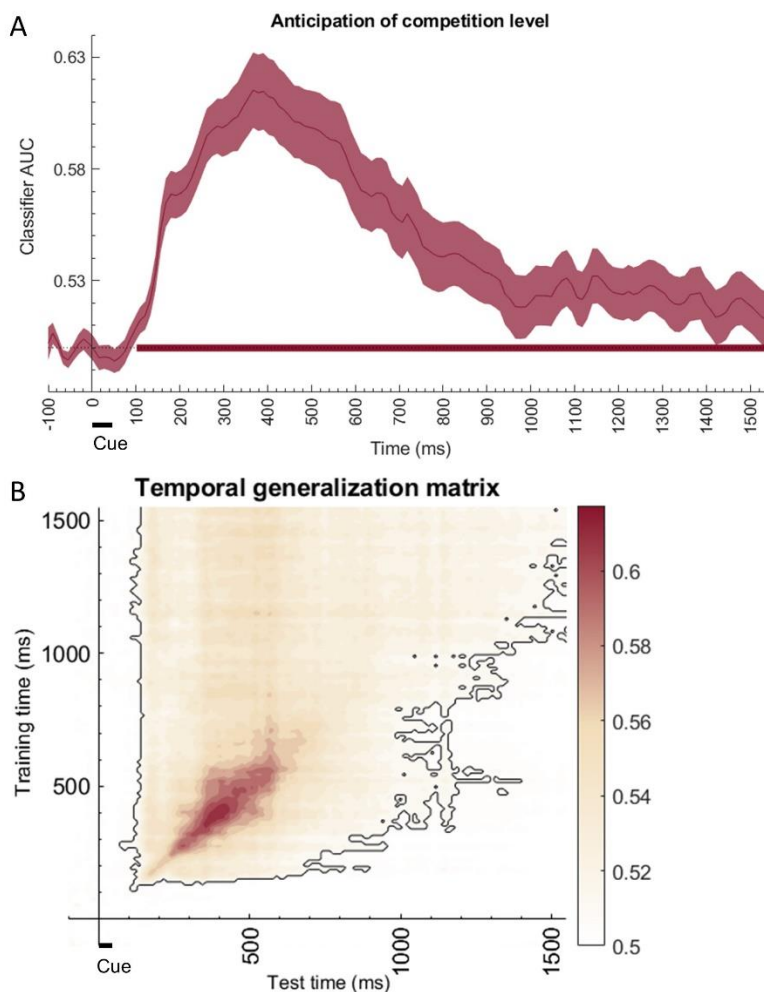 A
Anticipation of competition level
0.63
0.58
0.53
Classifier AUC
-100 0 100 200 300 400 500 600 700 800 900 1000 1100 1200 1300 1400 1500
Cue
Time (ms)
B
Temporal generalization matrix
1500
1000
500
Training time (ms)
0.6
0.58
0.56
0.54
0.52
0.5
500 1000 1500
Cue
Test time (ms)